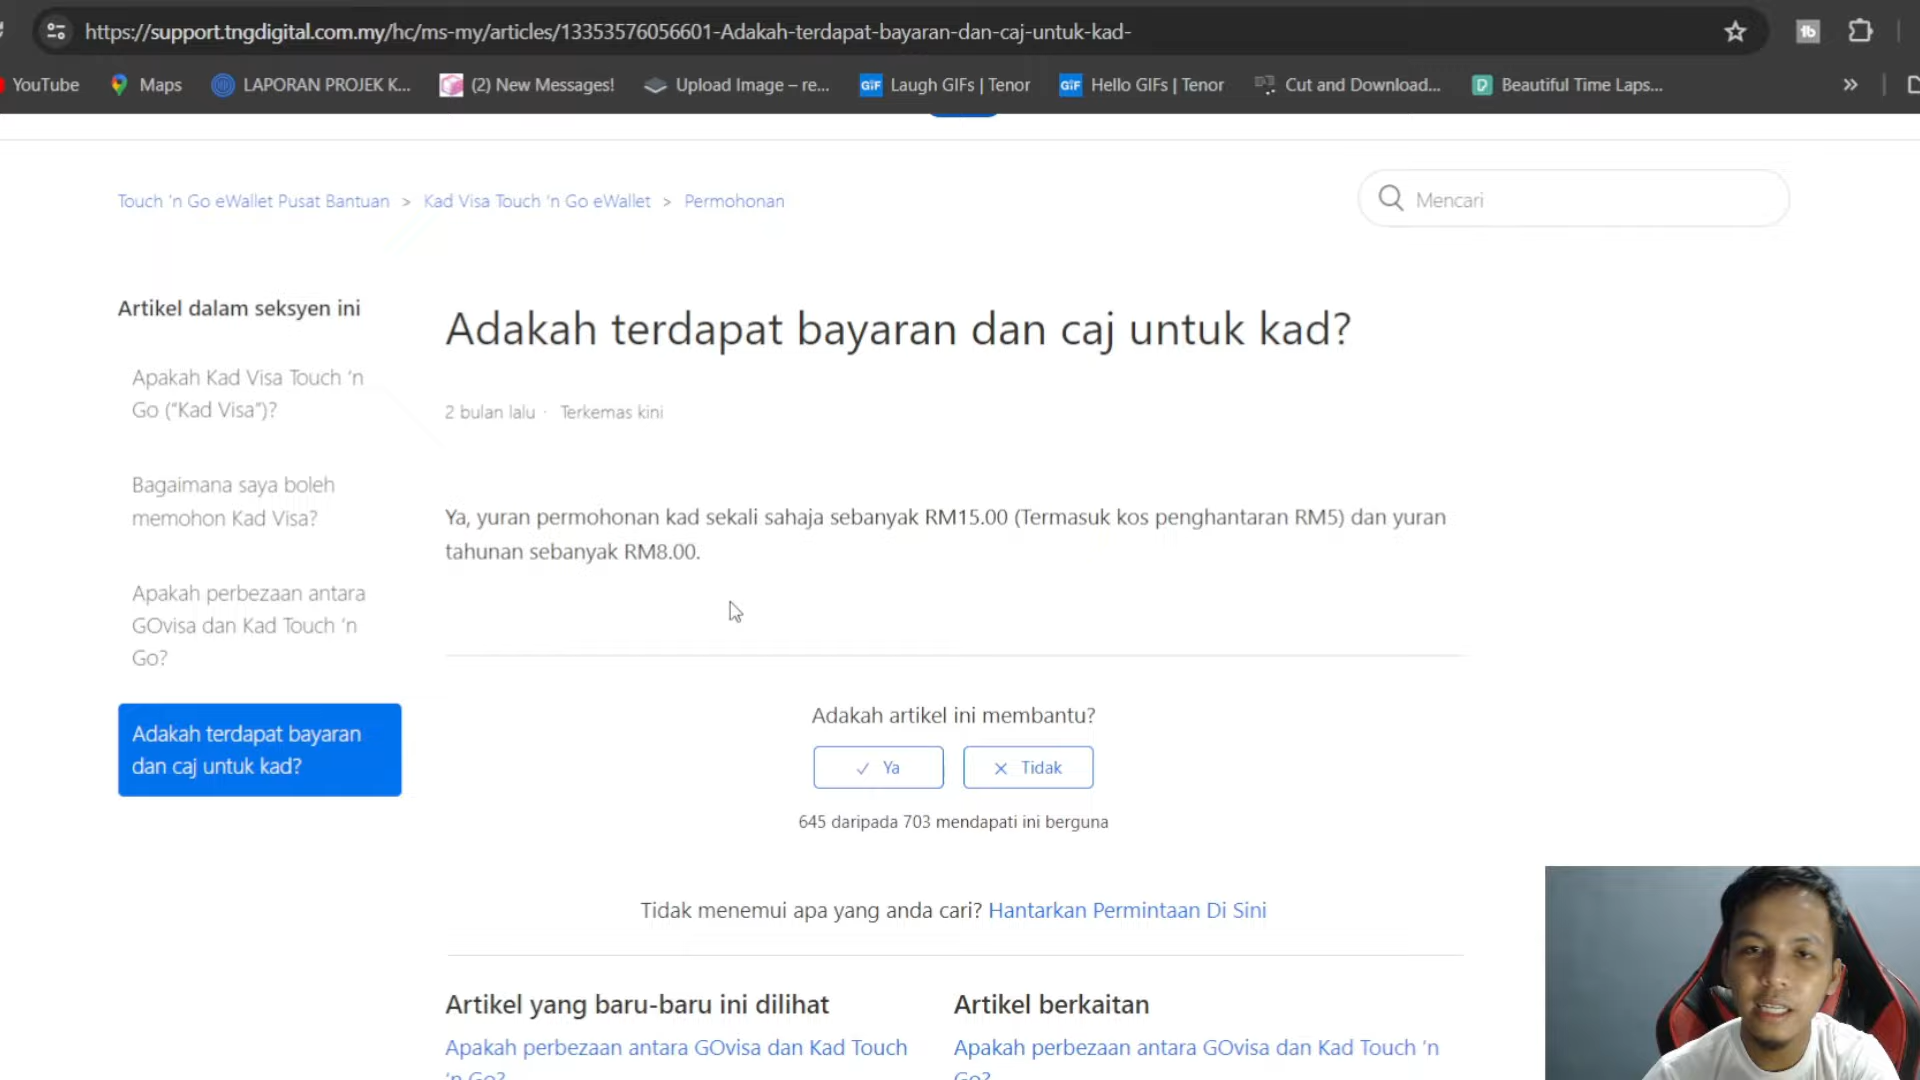 https://support.tngdigital.com.my/hc/ms-my/articles/13353576056601-Adakah-terdapat-bayaran-dan-caj-untuk-kad-
YouTube
Maps
LAPORAN PROJEK K...
(2) New Messages!
Upload Image – re...
GIF Laugh GIFs | Tenor
GIF Hello GIFs | Tenor
Cut and Download...
Beautiful Time Laps...
Touch 'n Go eWallet Pusat Bantuan > Kad Visa Touch 'n Go eWallet > Permohonan
Mencari
Artikel dalam seksyen ini
Apakah Kad Visa Touch ‘n
Go (“Kad Visa”)?
Bagaimana saya boleh
memohon Kad Visa?
Apakah perbezaan antara
GOvisa dan Kad Touch ‘n
Go?
Adakah terdapat bayaran
dan caj untuk kad?
Adakah terdapat bayaran dan caj untuk kad?
2 bulan lalu · Terkemas kini
Ya, yuran permohonan kad sekali sahaja sebanyak RM15.00 (Termasuk kos penghantaran RM5) dan yuran
tahunan sebanyak RM8.00.
Adakah artikel ini membantu?
Ya
Tidak
645 daripada 703 mendapati ini berguna
Tidak menemui apa yang anda cari? Hantarkan Permintaan Di Sini
Artikel yang baru-baru ini dilihat
Apakah perbezaan antara GOvisa dan Kad Touch
‘n Go?
Artikel berkaitan
Apakah perbezaan antara GOvisa dan Kad Touch ‘n
Go?